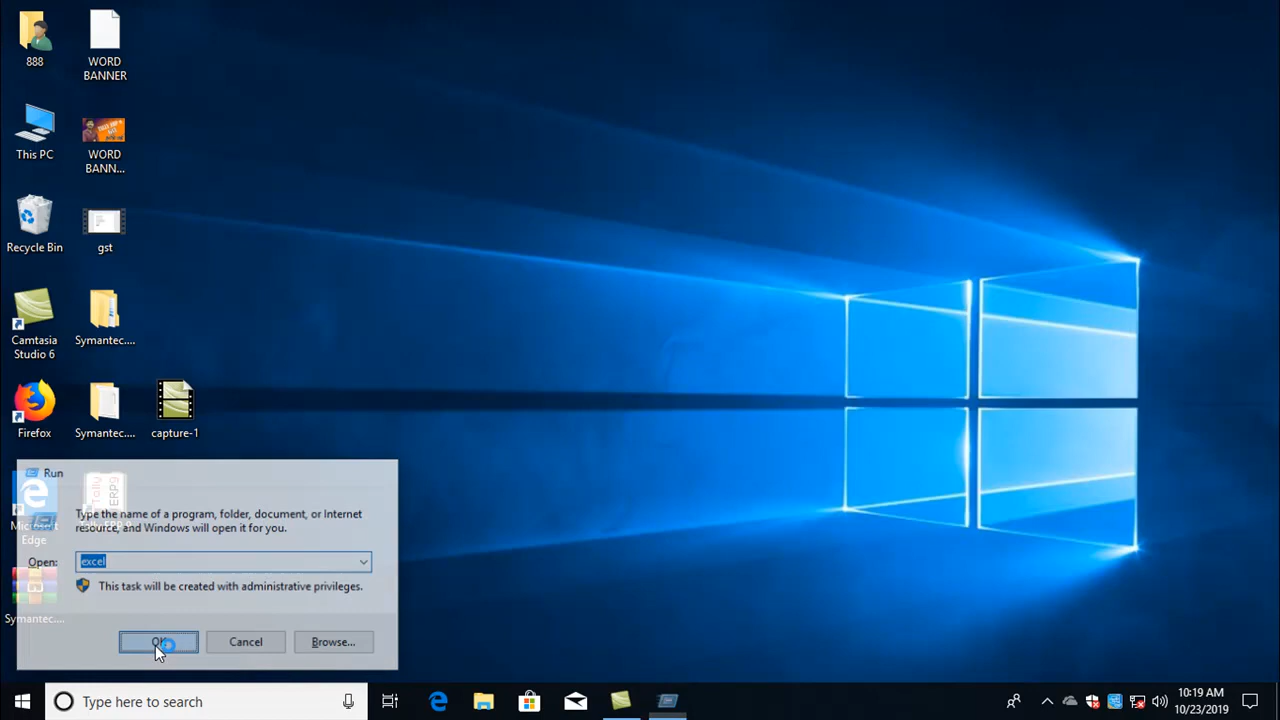 888
WORD
BANNER
This PC
WORD
BANN...
Recycle Bin
gst
Camtasia
Studio 6
Symantec....
Firefox
Symantec....
capture-1
Run
Type the name of a program, folder, document, or Internet
resource, and Windows will open it for you.
Microsoft
Edge
Tally.ERP 9
Open:
excel
This task will be created with administrative privileges.
Symantec....
OK
Cancel
Browse...
Type here to search
10:19 AM
10/23/2019